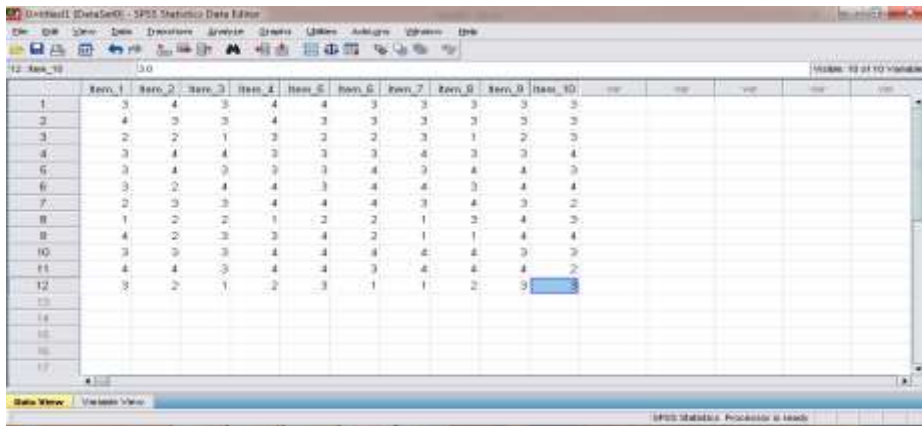 *Untitled1 [DataSet0] - SPSS Statistics Data Editor
File Edit View Data Transform Analyze Graphs Utilities Add-ons Window Help
12 : Item_10 3.0 Visible: 10 of 10 Variable
Item_1 Item_2 Item_3 Item_4 Item_5 Item_6 Item_7 Item_8 Item_9 Item_10 var var var var var
1 3 4 3 4 4 3 3 3 3 3
2 4 3 3 4 3 3 3 3 3 3
3 2 2 1 3 2 2 3 1 2 3
4 3 4 4 3 3 3 4 3 3 4
5 3 4 3 3 3 4 3 4 4 3
6 3 2 4 4 3 4 4 3 4 4
7 2 3 3 4 4 4 3 4 3 2
8 1 2 2 1 2 2 1 3 4 3
9 4 2 3 3 4 2 1 1 4 4
10 3 3 3 4 4 4 4 4 3 3
11 4 4 3 4 4 3 4 4 4 2
12 3 2 1 2 3 1 1 2 3 3
13
14
15
16
17
Data View Variable View
SPSS Statistics Processor is ready